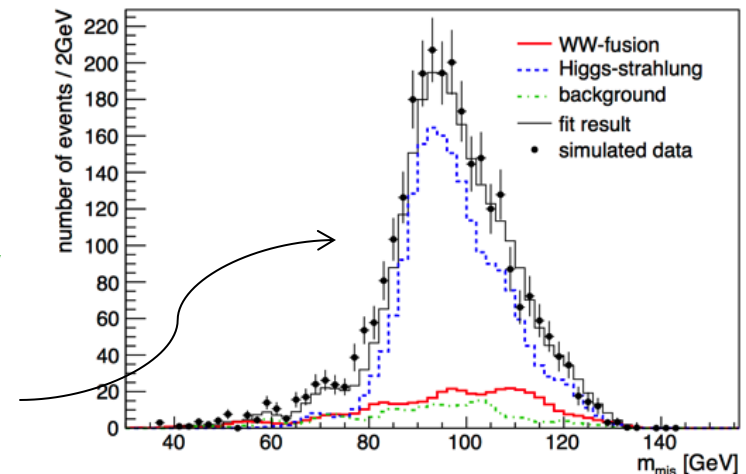 number of events / 2GeV
220
200
180
160
140
120
100
80
60
40
20
0
WW-fusion
Higgs-strahlung
background
fit result
simulated data
40 60 80 100 120 140
m_mis [GeV]